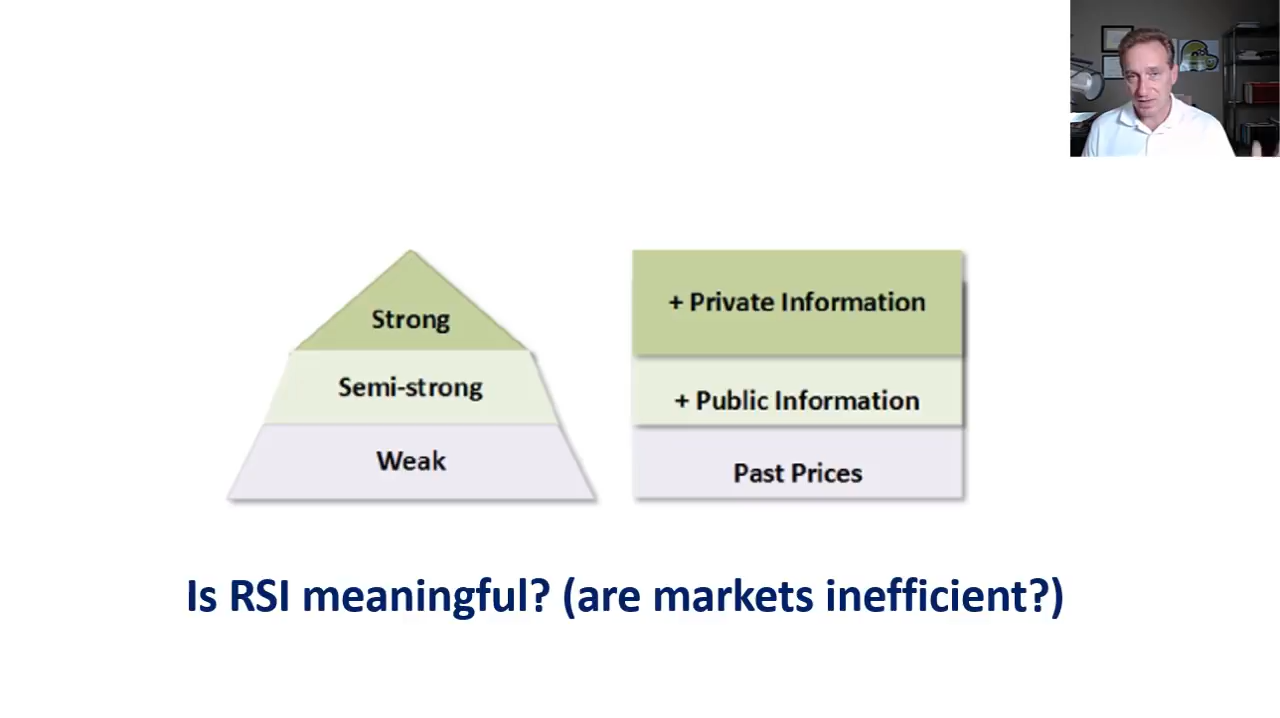 Strong
Semi-strong
Weak
+ Private Information
+ Public Information
Past Prices
Is RSI meaningful? (are markets inefficient?)